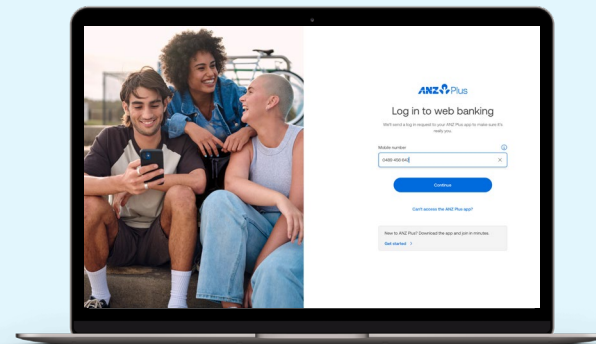 ANZ Plus
Log in to web banking
We'll send a log in request to your ANZ Plus app to make sure it's
really you.
Mobile number
Continue
Can't access the ANZ Plus app?
New to ANZ Plus? Download the app and join in minutes.
Get started